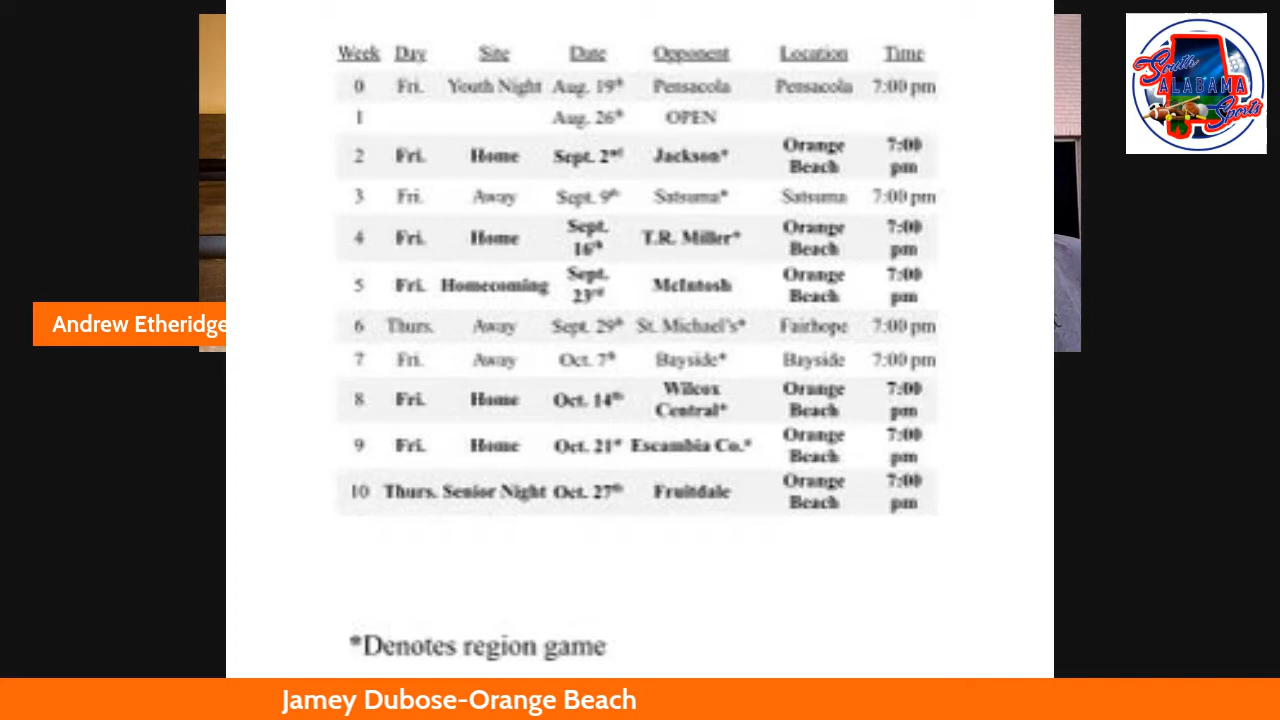 Week Day Site Date Opponent Location Time
0 Fri. Youth Night Aug. 19th Pensacola Pensacola 7:00 pm
1 Aug. 26th OPEN
2 Fri. Home Sept. 2nd Jackson* Orange Beach 7:00 pm
3 Fri. Away Sept. 9th Satsuma* Satsuma 7:00 pm
4 Fri. Home Sept. 16th T.R. Miller* Orange Beach 7:00 pm
5 Fri. Homecoming Sept. 23rd McIntosh Orange Beach 7:00 pm
6 Thurs. Away Sept. 29th St. Michael's* Fairhope 7:00 pm
7 Fri. Away Oct. 7th Bayside* Bayside 7:00 pm
8 Fri. Home Oct. 14th Wilcox Central* Orange Beach 7:00 pm
9 Fri. Home Oct. 21st Escambia Co.* Orange Beach 7:00 pm
10 Thurs. Senior Night Oct. 27th Fruitdale Orange Beach 7:00 pm
*Denotes region game
Andrew Etheridge
Jamey Dubose-Orange Beach
South
ALABAMA
Sports